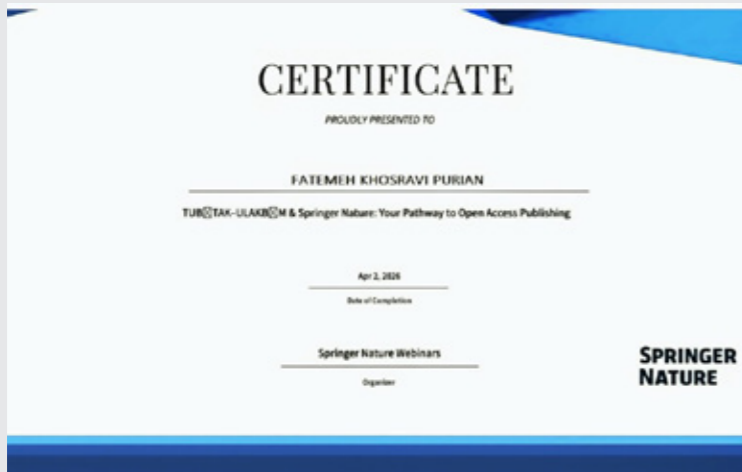 CERTIFICATE
PROUDLY PRESENTED TO
FATEMEH KHOSRAVI PURIAN
TUB☒TAK-ULAKB☒M & Springer Nature: Your Pathway to Open Access Publishing
Apr 2, 2026
Date of Completion
Springer Nature Webinars
Organizer
SPRINGER
NATURE